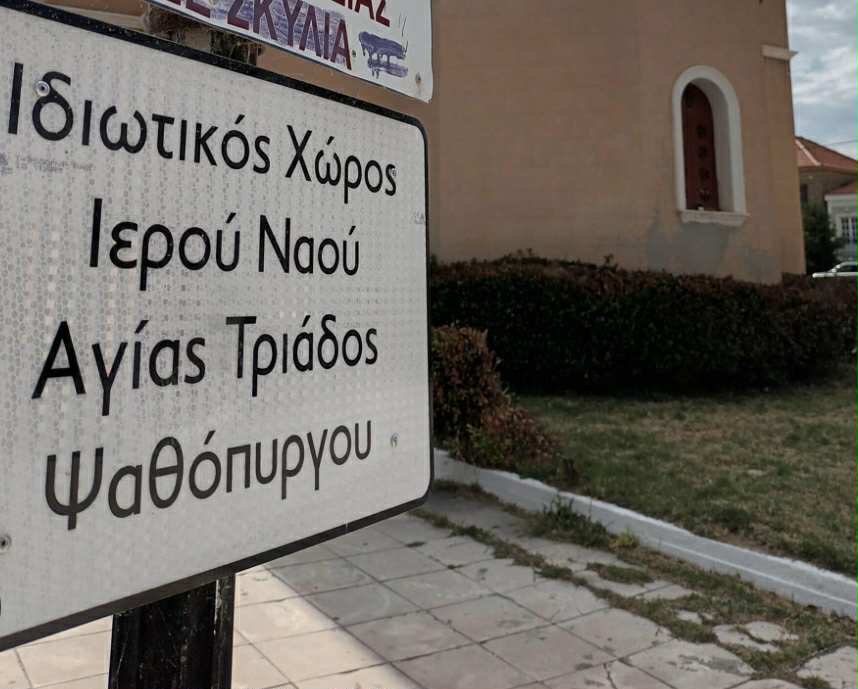 ΣΚΥΛΙΑ
Ιδιωτικός Χώρος
Ιερού Ναού
Αγίας Τριάδος
Ψαθόπυργου